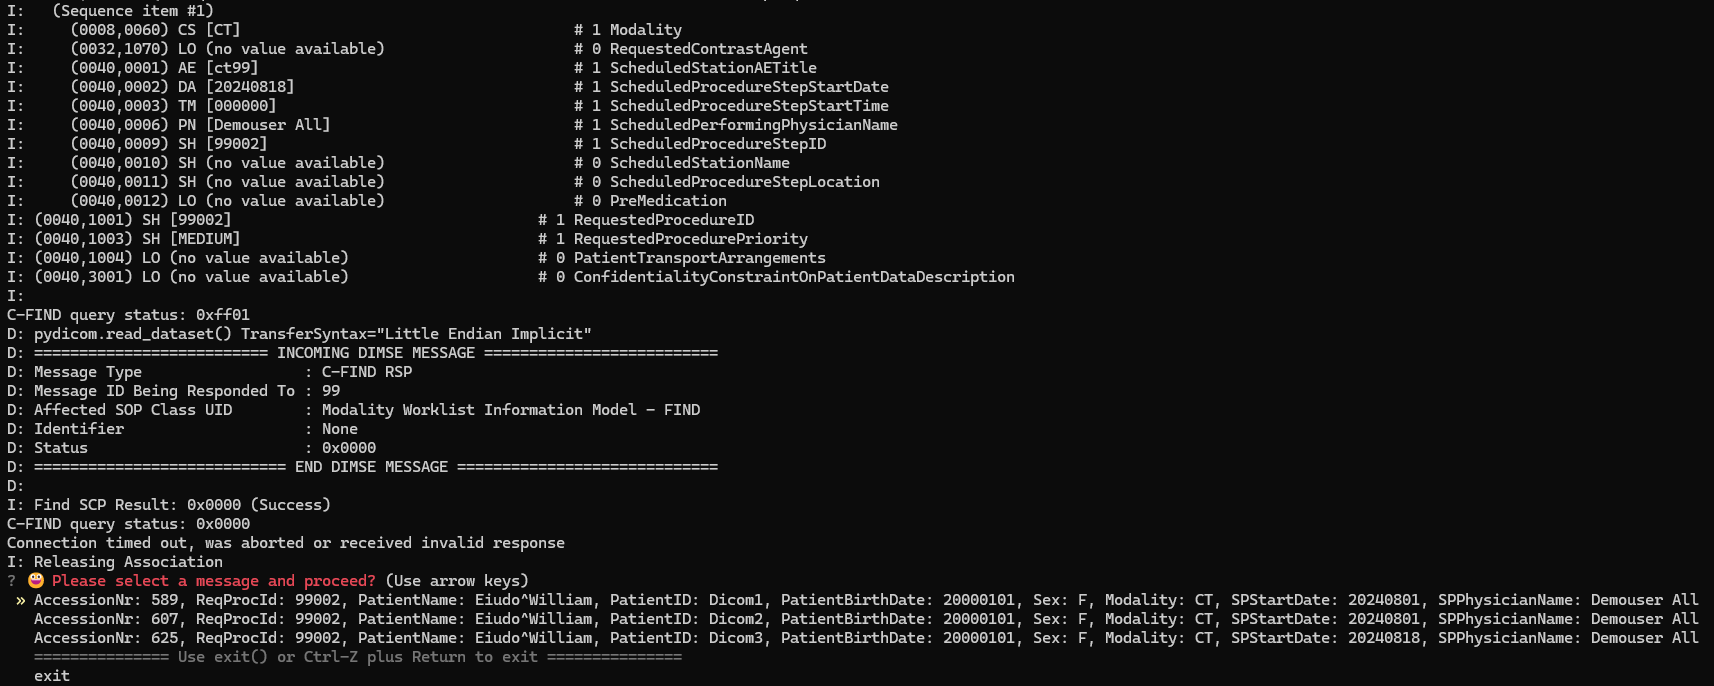 I:   (Sequence item #1)
I:     (0008,0060) CS [CT]                                     # 1 Modality
I:     (0032,1070) LO (no value available)                     # 0 RequestedContrastAgent
I:     (0040,0001) AE [ct99]                                   # 1 ScheduledStationAETitle
I:     (0040,0002) DA [20240818]                               # 1 ScheduledProcedureStepStartDate
I:     (0040,0003) TM [000000]                                 # 1 ScheduledProcedureStepStartTime
I:     (0040,0006) PN [Demouser All]                           # 1 ScheduledPerformingPhysicianName
I:     (0040,0009) SH [99002]                                  # 1 ScheduledProcedureStepID
I:     (0040,0010) SH (no value available)                     # 0 ScheduledStationName
I:     (0040,0011) SH (no value available)                     # 0 ScheduledProcedureStepLocation
I:     (0040,0012) LO (no value available)                     # 0 PreMedication
I: (0040,1001) SH [99002]                                  # 1 RequestedProcedureID
I: (0040,1003) SH [MEDIUM]                                 # 1 RequestedProcedurePriority
I: (0040,1004) LO (no value available)                     # 0 PatientTransportArrangements
I: (0040,3001) LO (no value available)                     # 0 ConfidentialityConstraintOnPatientDataDescription
I:
C-FIND query status: 0xff01
D: pydicom.read_dataset() TransferSyntax="Little Endian Implicit"
D: ========================== INCOMING DIMSE MESSAGE ==========================
D: Message Type                  : C-FIND RSP
D: Message ID Being Responded To : 99
D: Affected SOP Class UID        : Modality Worklist Information Model - FIND
D: Identifier                    : None
D: Status                        : 0x0000
D: ============================ END DIMSE MESSAGE =============================
D:
I: Find SCP Result: 0x0000 (Success)
C-FIND query status: 0x0000
Connection timed out, was aborted or received invalid response
I: Releasing Association
? 😃 Please select a message and proceed? (Use arrow keys)
» AccessionNr: 589, ReqProcId: 99002, PatientName: Eiudo^William, PatientID: Dicom1, PatientBirthDate: 20000101, Sex: F, Modality: CT, SPStartDate: 20240801, SPPhysicianName: Demouser All
AccessionNr: 607, ReqProcId: 99002, PatientName: Eiudo^William, PatientID: Dicom2, PatientBirthDate: 20000101, Sex: F, Modality: CT, SPStartDate: 20240801, SPPhysicianName: Demouser All
AccessionNr: 625, ReqProcId: 99002, PatientName: Eiudo^William, PatientID: Dicom3, PatientBirthDate: 20000101, Sex: F, Modality: CT, SPStartDate: 20240818, SPPhysicianName: Demouser All
=============== Use exit() or Ctrl-Z plus Return to exit ===============
exit